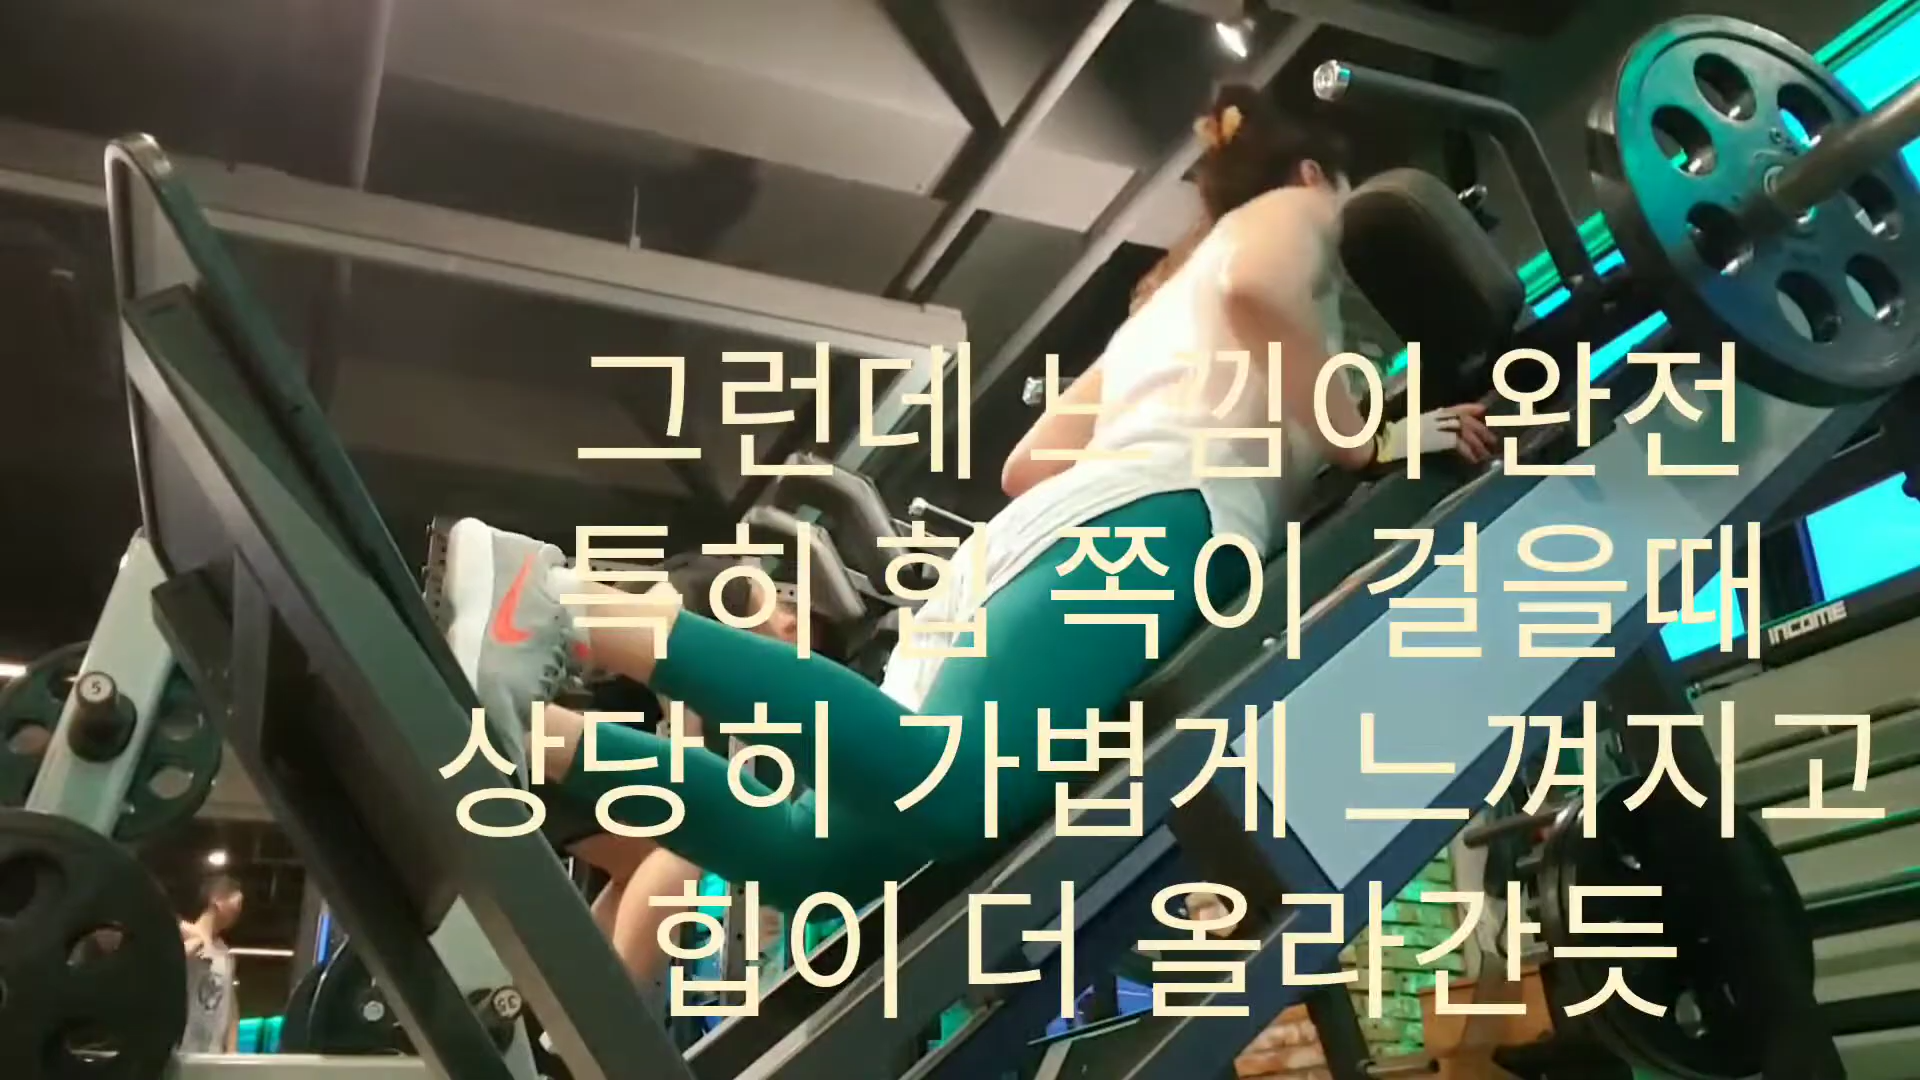 그런데 느낌이 완전
특히 힙 쪽이 걸을때
상당히 가볍게 느껴지고
힙이 더 올라간듯
INCOME
5